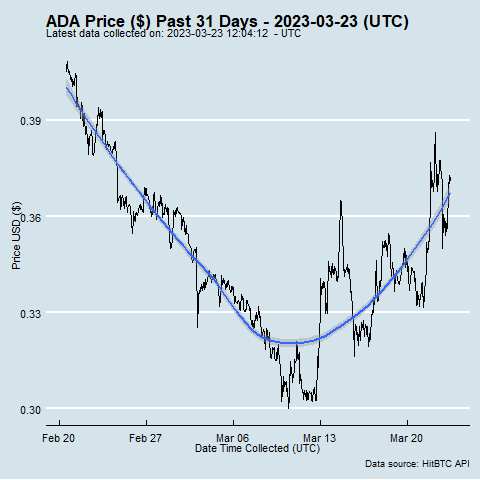 ADA Price ($) Past 31 Days - 2023-03-23 (UTC)
Latest data collected on: 2023-03-23 12:04:12 - UTC
0.39
0.36
0.33
0.30
Price USD ($)
Feb 20 Feb 27 Mar 06 Mar 13 Mar 20
Date Time Collected (UTC)
Data source: HitBTC API